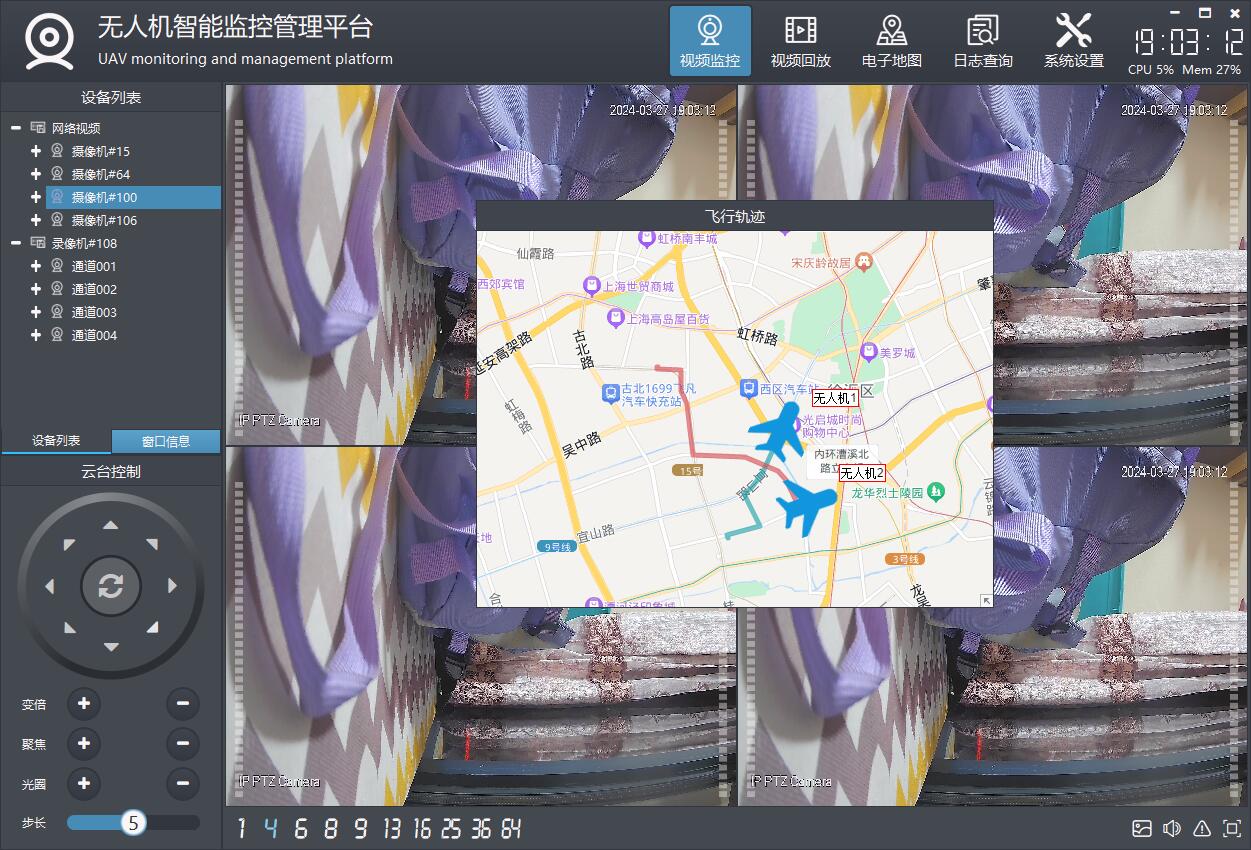 无人机智能监控管理平台
UAV monitoring and management platform
视频监控
视频回放
电子地图
日志查询
系统设置
19:03:12
CPU 5% Mem 27%
设备列表
网络视频
摄像机#15
摄像机#64
摄像机#100
摄像机#106
录像机#108
通道001
通道002
通道003
通道004
设备列表
窗口信息
云台控制
变倍
聚焦
光圈
步长
5
2024-03-27 19:03:12
2024-03-27 19:03:12
IP PTZ Camera
飞行轨迹
虹桥南丰城
仙霞路
宋庆龄故居
西郊宾馆
上海世贸商城
肇
上海高岛屋百货
虹桥路
延安高架路
古北路
美罗城
古北1699飞凡
汽车快充站
西区汽车站
徐汇区
无人机1
虹梅路
光启城时尚
购物中心
吴中路
内环漕溪北
路立
无人机2
15号
龙华烈士陵园
云锦路
宜山路
9号线
3号线
合
龙吴
2024-03-27 19:03:12
IP PTZ Camera
IP PTZ Camera
1 4 6 8 9 13 16 25 36 64